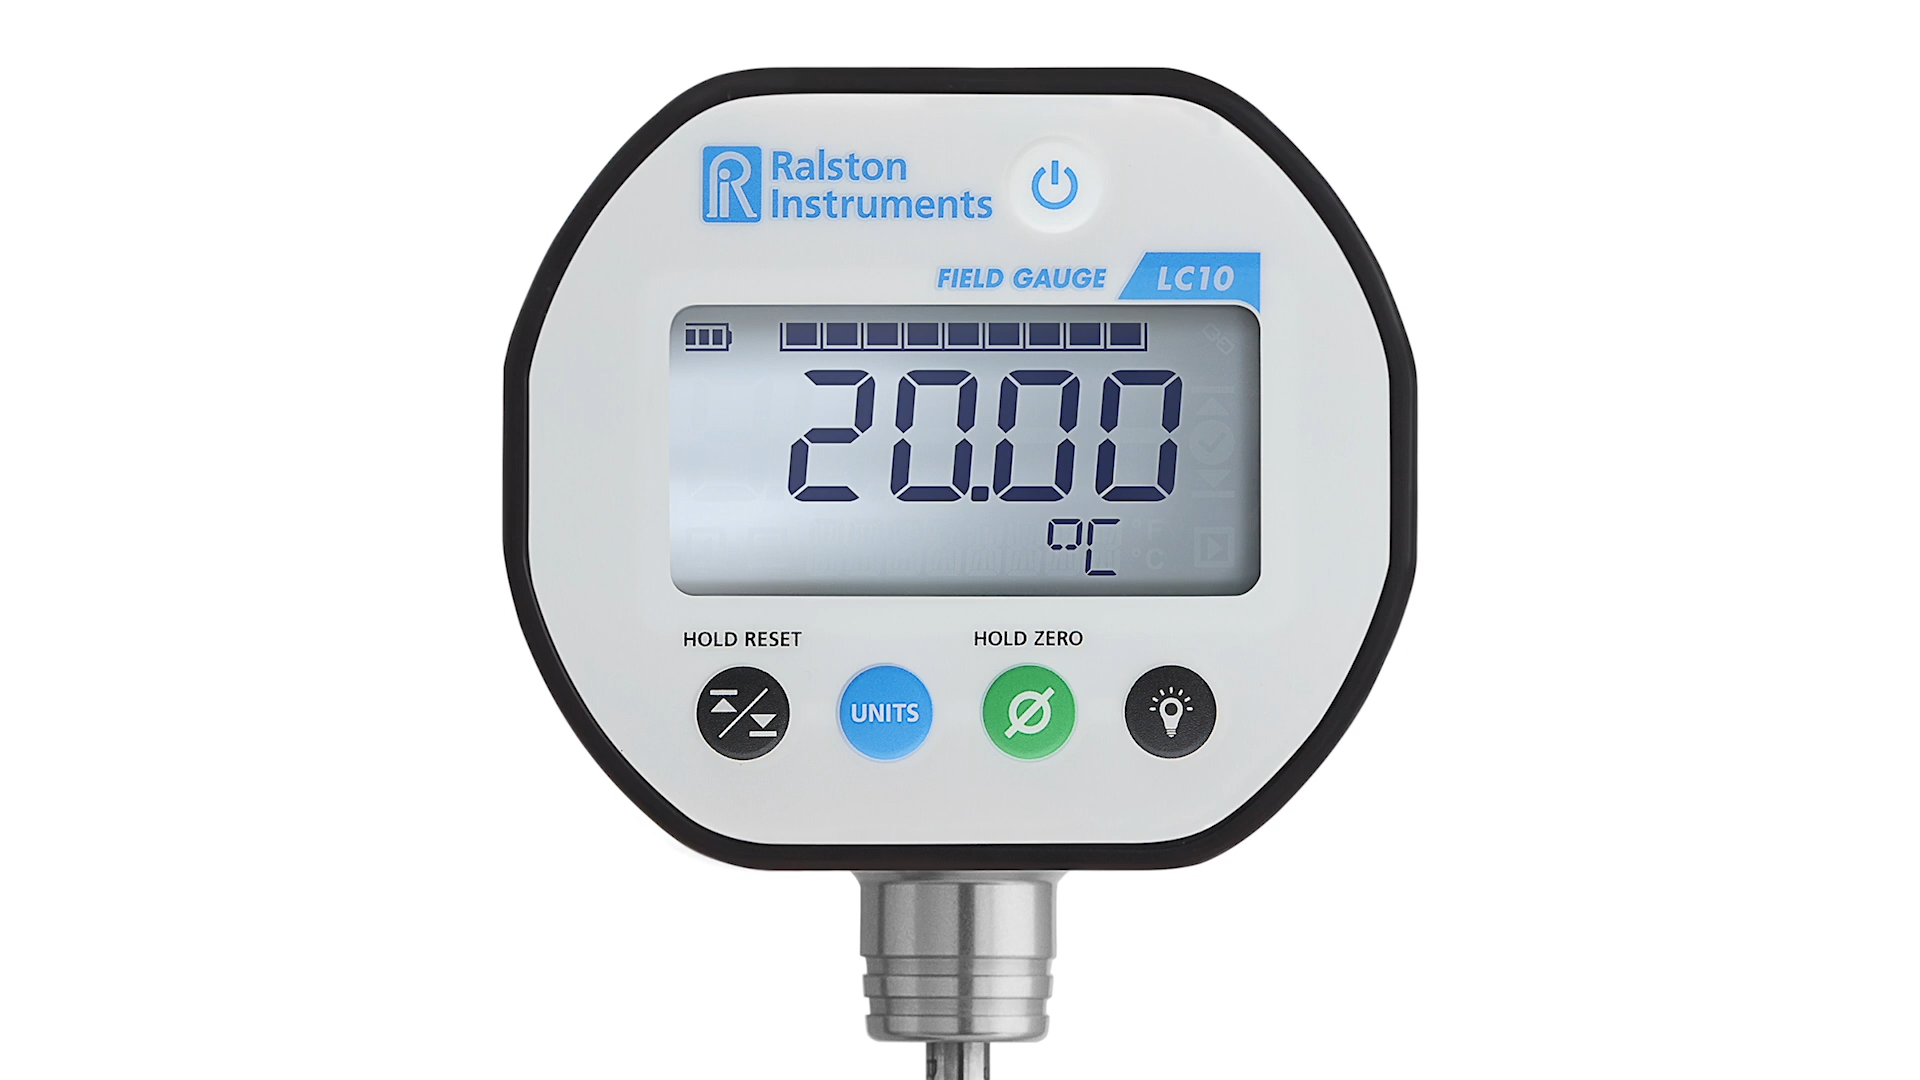 Ralston
Instruments
FIELD GAUGE LC10
20.00
°C
HOLD RESET HOLD ZERO
UNITS